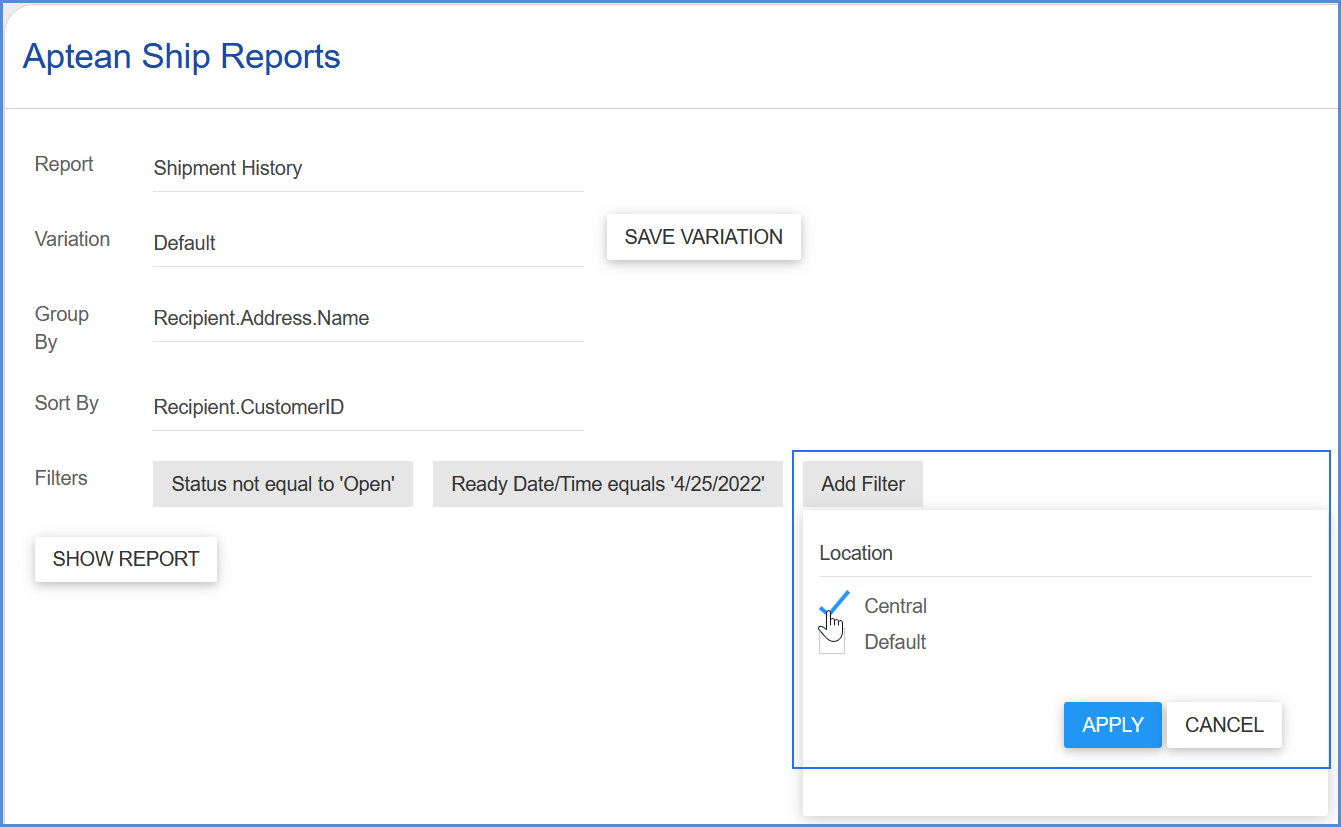 Aptean Ship Reports
Report
Shipment History
Variation
Default
SAVE VARIATION
Group
By
Recipient.Address.Name
Sort By
Recipient.CustomerID
Filters
Status not equal to 'Open'
Ready Date/Time equals '4/25/2022'
Add Filter
SHOW REPORT
Location
Central
Default
APPLY
CANCEL